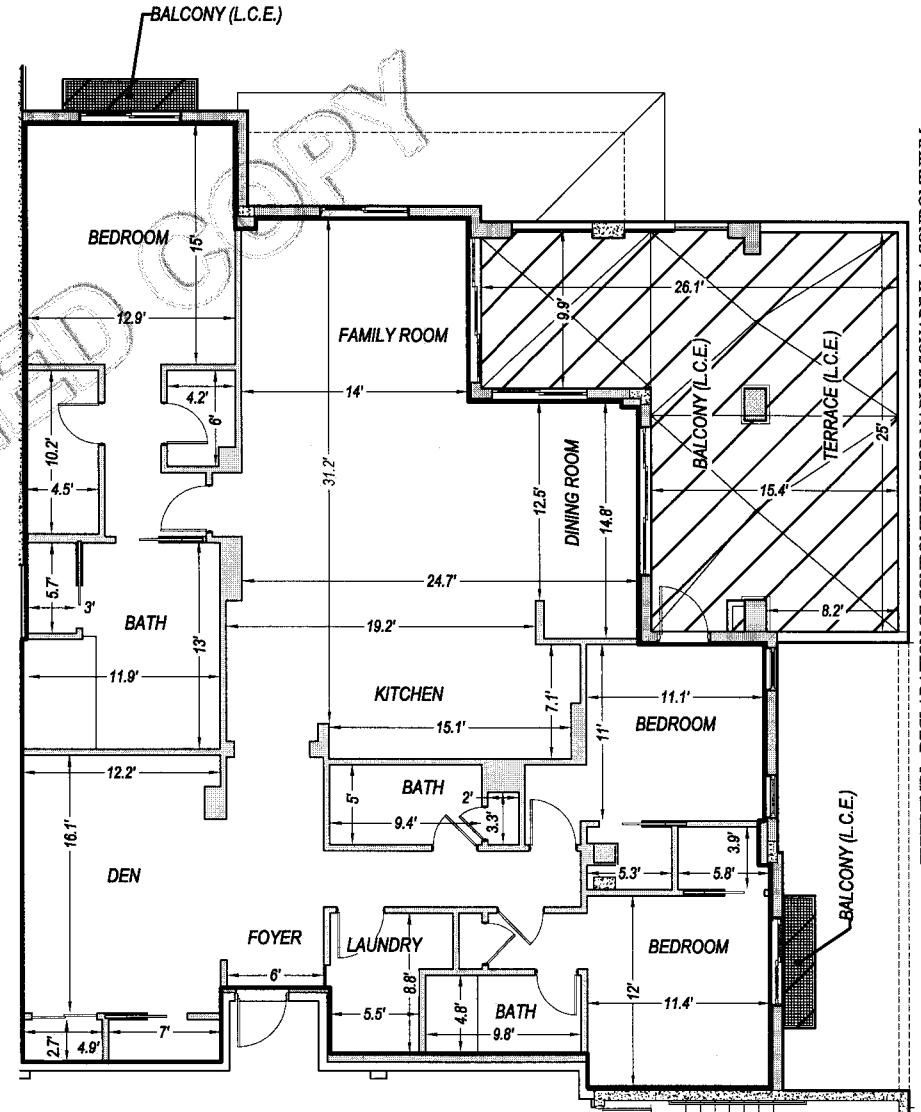 BALCONY (L.C.E.)
ED COPY
BEDROOM
15'
12.9'
FAMILY ROOM
14'
31.2'
9.9'
26.1'
BALCONY (L.C.E.)
TERRACE (L.C.E.)
25'
15.4'
8.2'
4.2'
6'
10.2'
4.5'
12.5'
DINING ROOM
14.8'
24.7'
19.2'
5.7'
3'
BATH
13'
11.9'
KITCHEN
15.1'
7.1'
11.1'
BEDROOM
11'
12.2'
16.1'
DEN
BATH
5'
9.4'
2'
3.3'
5.3'
3.9'
5.8'
BALCONY (L.C.E.)
FOYER
6'
LAUNDRY
8.8'
5.5'
BEDROOM
12'
11.4'
BATH
4.8'
9.8'
2.7'
4.9'
7'